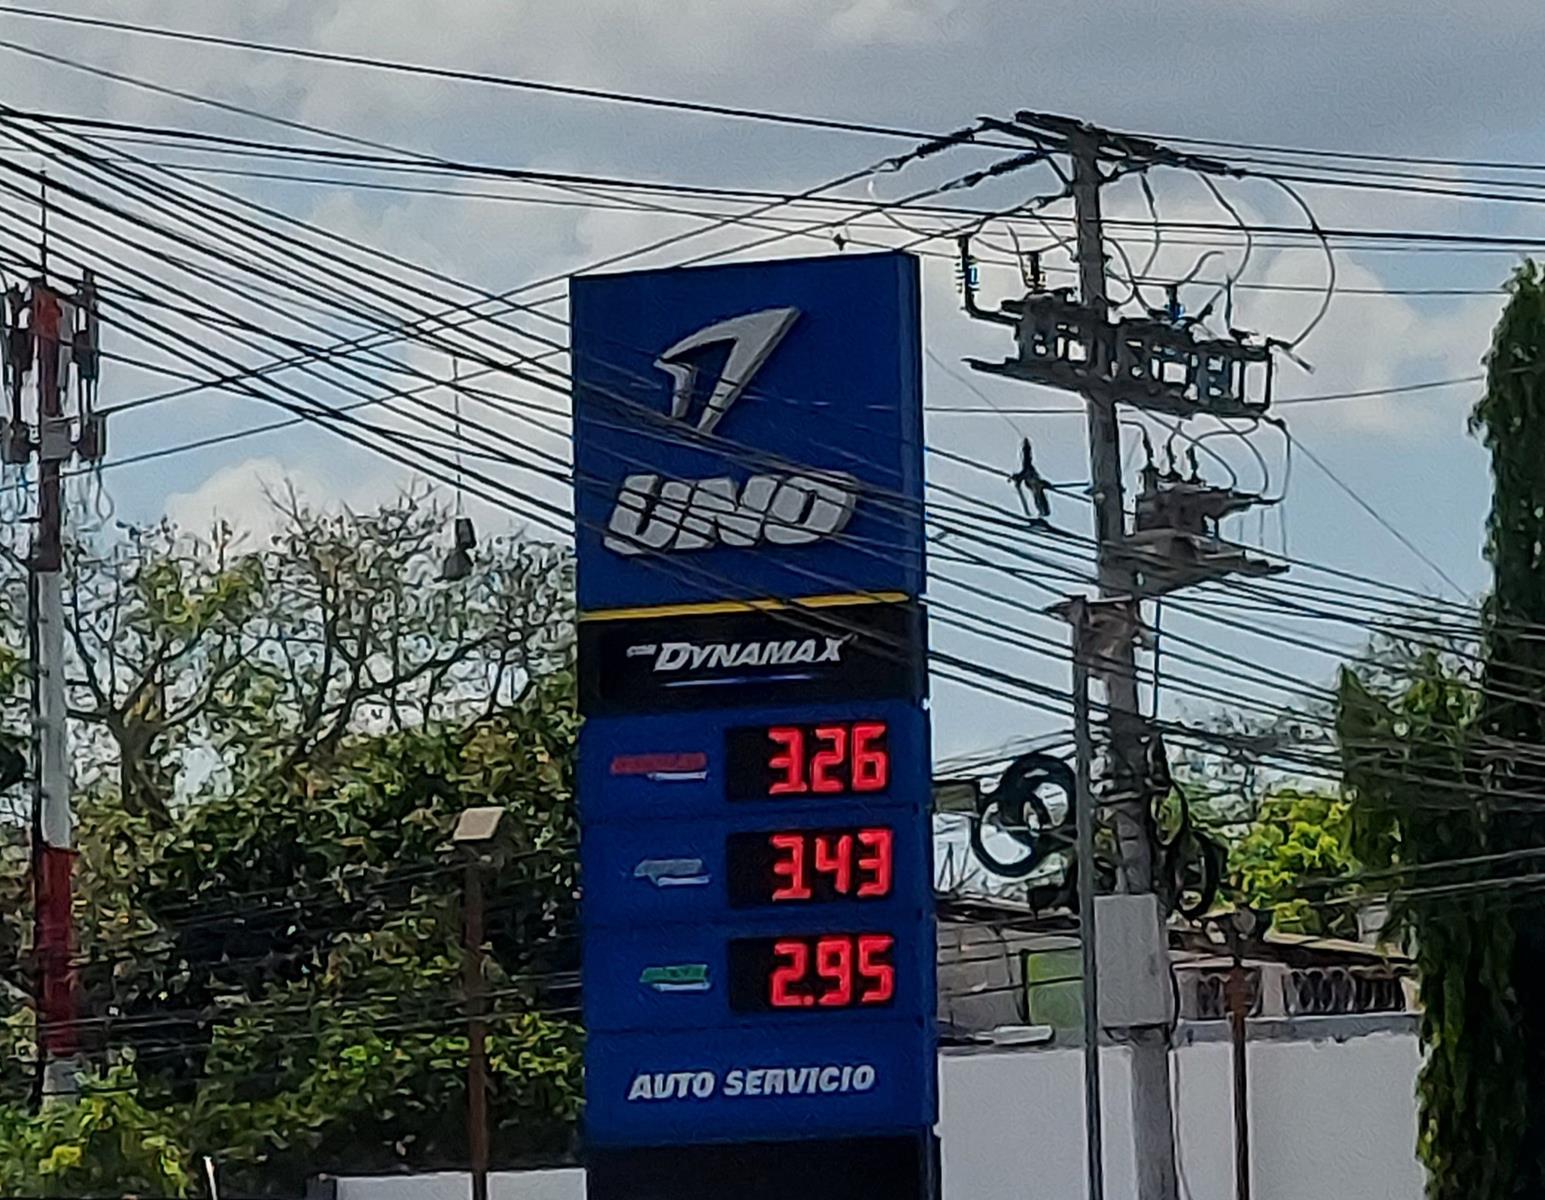 UNO
DYNAMAX
3.26
3.43
2.95
AUTO SERVICIO